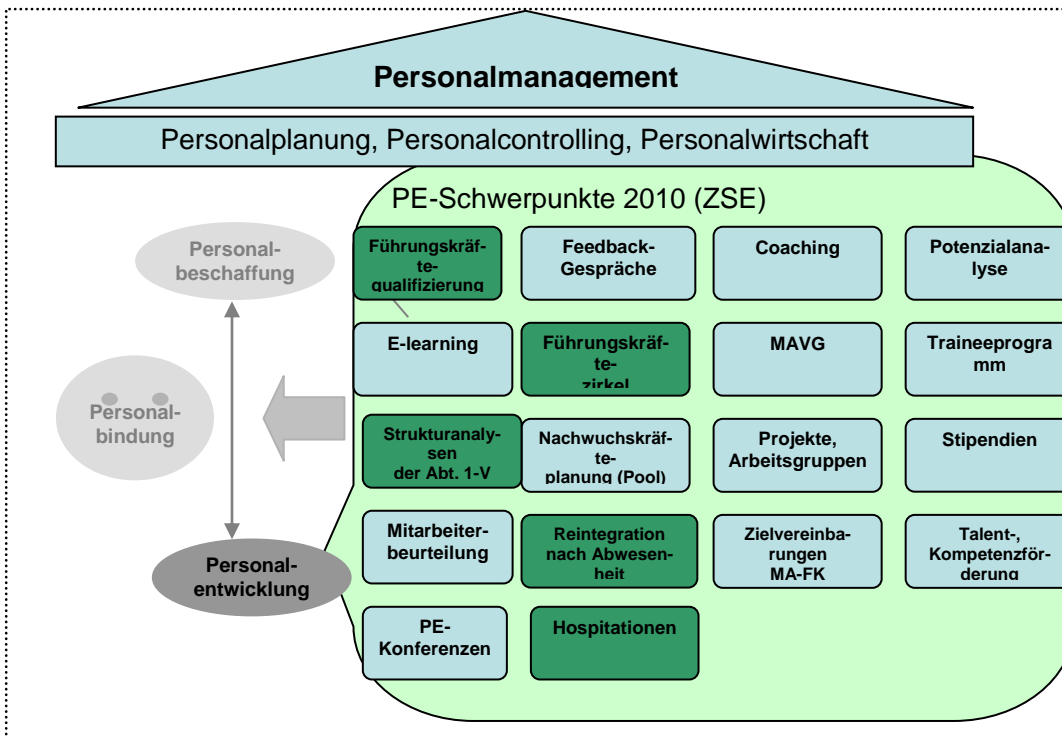 Personalmanagement
Personalplanung, Personalcontrolling, Personalwirtschaft
PE-Schwerpunkte 2010 (ZSE)
Personal-
beschaffung
Personal-
bindung
Personal-
entwicklung
Führungskräf-
te-
qualifizierung
Feedback-
Gespräche
Coaching
Potenzialana-
lyse
E-learning
Führungskräf-
te-
zirkel
MAVG
Traineeprogra
mm
Strukturanaly-
sen
der Abt. 1-V
Nachwuchskräf-
te-
planung (Pool)
Projekte,
Arbeitsgruppen
Stipendien
Mitarbeiter-
beurteilung
Reintegration
nach Abwesen-
heit
Zielvereinba-
rungen
MA-FK
Talent-,
Kompetenzför-
derung
PE-
Konferenzen
Hospitationen